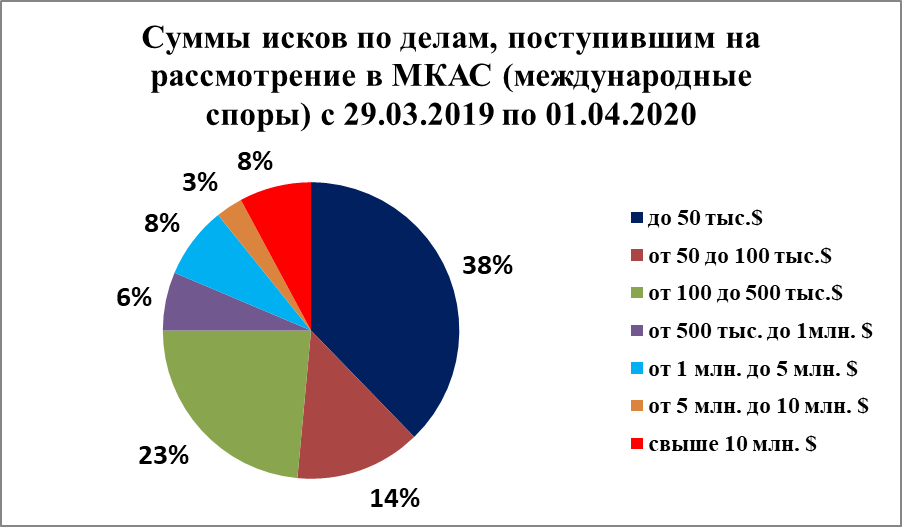 Суммы исков по делам, поступившим на
рассмотрение в МКАС (международные
споры) с 29.03.2019 по 01.04.2020
8%
3%
8%
6%
38%
23%
14%
до 50 тыс.$
от 50 до 100 тыс.$
от 100 до 500 тыс.$
от 500 тыс. до 1млн. $
от 1 млн. до 5 млн. $
от 5 млн. до 10 млн. $
свыше 10 млн. $